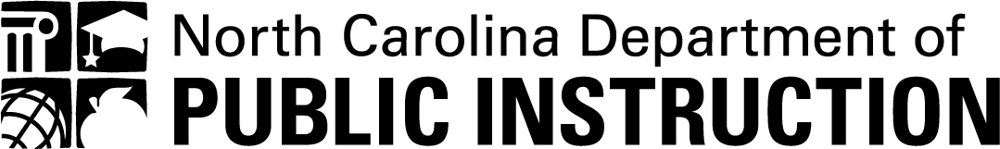 North Carolina Department of
PUBLIC INSTRUCTION